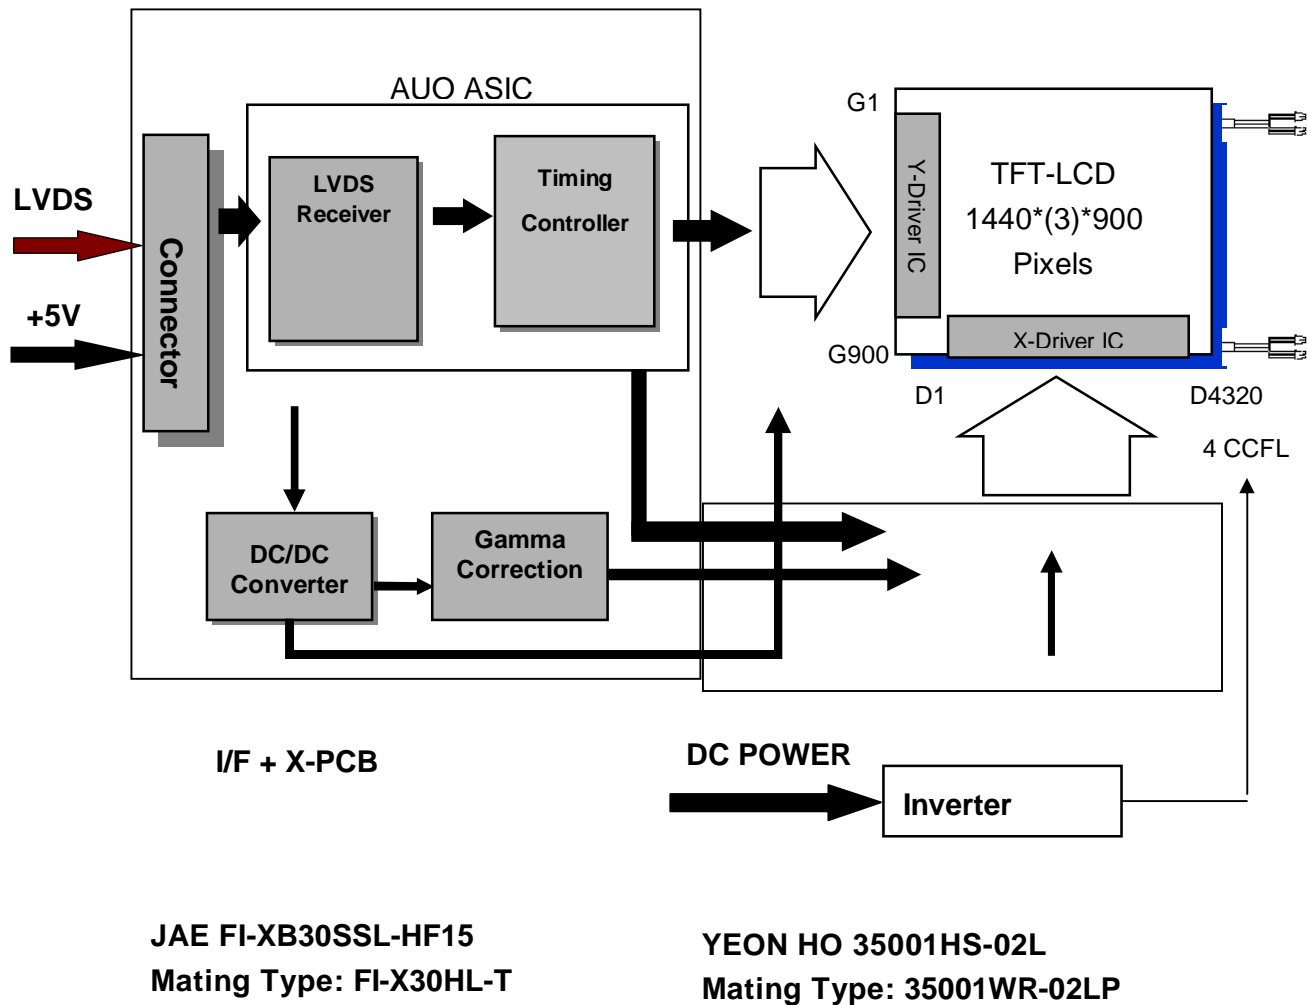 AUO ASIC
LVDS
+5V
Connector
LVDS
Receiver
Timing
Controller
G1
Y-Driver IC
TFT-LCD
1440*(3)*900
Pixels
X-Driver IC
G900
D1
D4320
4 CCFL
DC/DC
Converter
Gamma
Correction
I/F + X-PCB
DC POWER
Inverter
JAE FI-XB30SSL-HF15
Mating Type: FI-X30HL-T
YEON HO 35001HS-02L
Mating Type: 35001WR-02LP